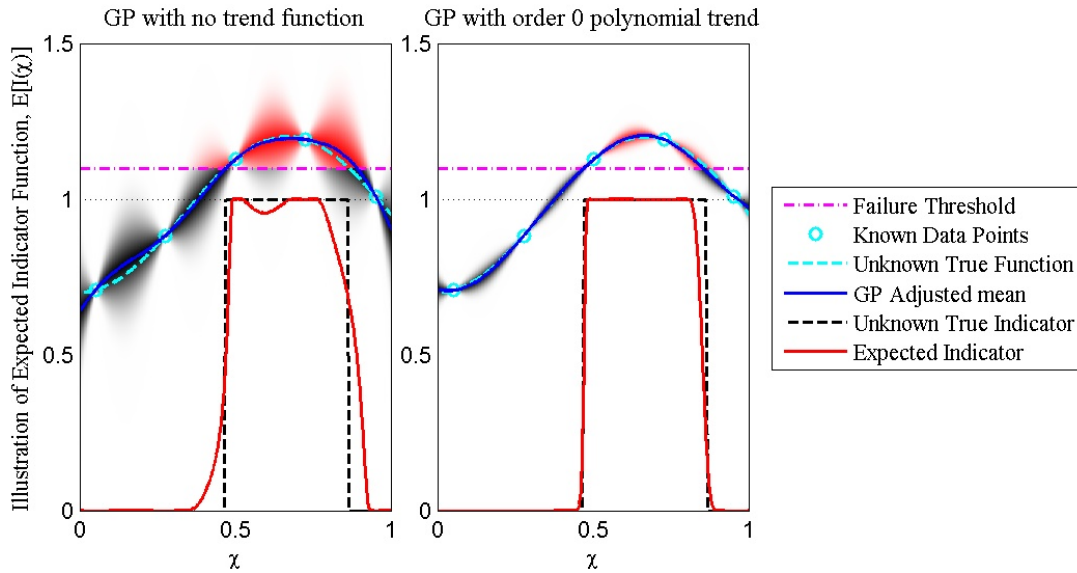 GP with no trend function
GP with order 0 polynomial trend
Illustration of Expected Indicator Function, E[I(χ)]
1.5
1
0.5
0
0
0.5
1
χ
1.5
1
0.5
0
0
0.5
1
χ
Failure Threshold
Known Data Points
Unknown True Function
GP Adjusted mean
Unknown True Indicator
Expected Indicator